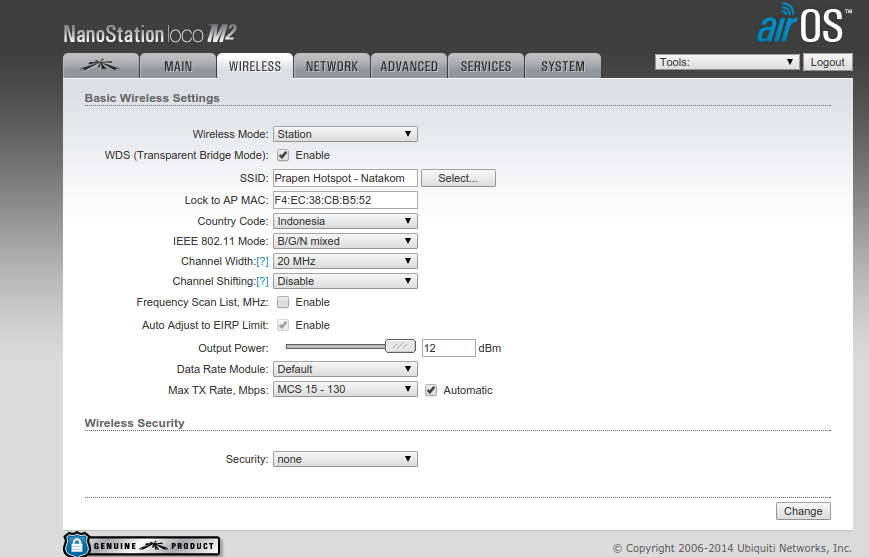 NanoStation loco M2
airOS™
MAIN WIRELESS NETWORK ADVANCED SERVICES SYSTEM Tools: Logout
Basic Wireless Settings
Wireless Mode: Station
WDS (Transparent Bridge Mode): Enable
SSID: Prapen Hotspot - Natakom Select...
Lock to AP MAC: F4:EC:38:CB:B5:52
Country Code: Indonesia
IEEE 802.11 Mode: B/G/N mixed
Channel Width:[?] 20 MHz
Channel Shifting:[?] Disable
Frequency Scan List, MHz: Enable
Auto Adjust to EIRP Limit: Enable
Output Power: 12 dBm
Data Rate Module: Default
Max TX Rate, Mbps: MCS 15 - 130 Automatic
Wireless Security
Security: none
Change
GENUINE PRODUCT
© Copyright 2006-2014 Ubiquiti Networks, Inc.